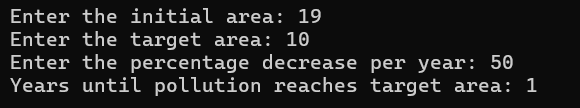 Enter the initial area: 19
Enter the target area: 10
Enter the percentage decrease per year: 50
Years until pollution reaches target area: 1